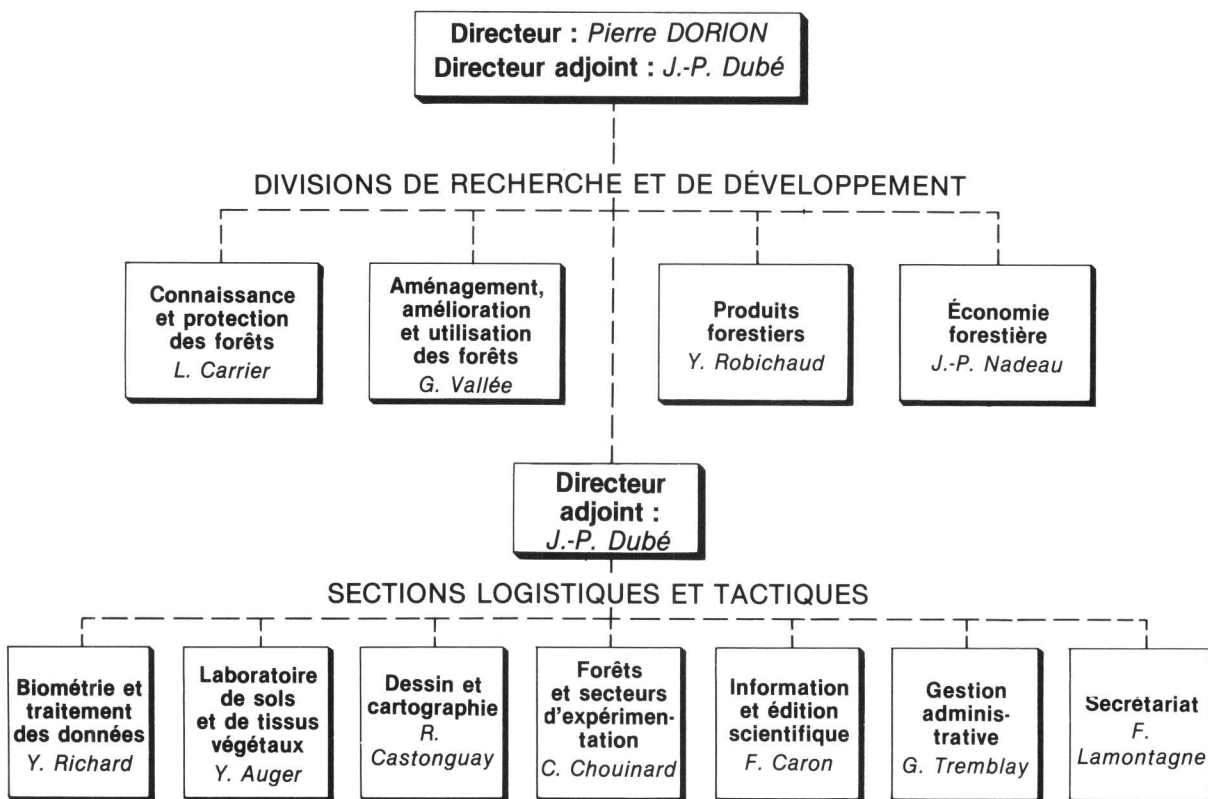 Directeur : Pierre DORION
Directeur adjoint : J.-P. Dubé
DIVISIONS DE RECHERCHE ET DE DÉVELOPPEMENT
Connaissance
et protection
des forêts
L. Carrier
Aménagement,
amélioration
et utilisation
des forêts
G. Vallée
Produits
forestiers
Y. Robichaud
Économie
forestière
J.-P. Nadeau
Directeur
adjoint :
J.-P. Dubé
SECTIONS LOGISTIQUES ET TACTIQUES
Biométrie et
traitement
des données
Y. Richard
Laboratoire
de sols
et de tissus
végétaux
Y. Auger
Dessin et
cartographie
R.
Castonguay
Forêts
et secteurs
d'expérimen-
tation
C. Chouinard
Information
et édition
scientifique
F. Caron
Gestion
adminis-
trative
G. Tremblay
Secrétariat
F.
Lamontagne